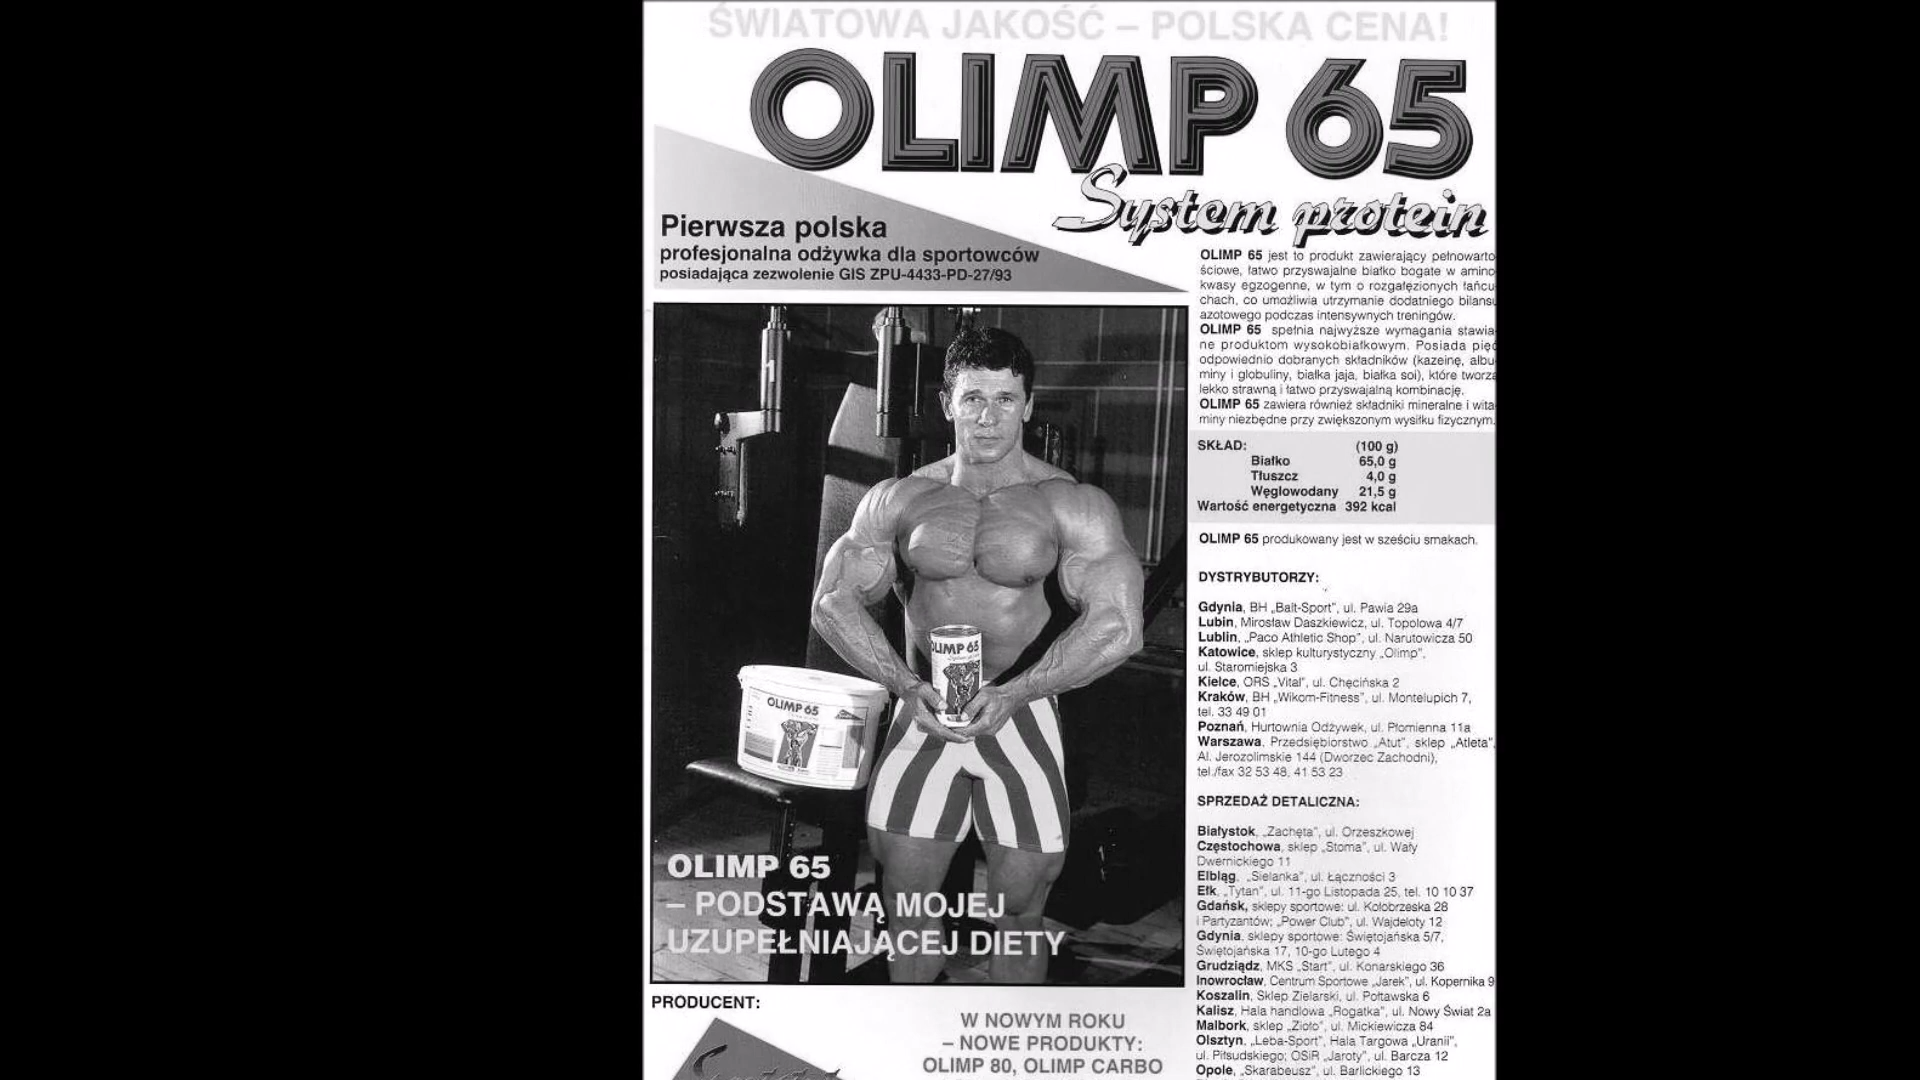 ŚWIATOWA JAKOŚĆ – POLSKA CENA!
OLIMP 65
System protein
Pierwsza polska
profesjonalna odżywka dla sportowców
posiadająca zezwolenie GIS ZPU-4433-PD-27/93
OLIMP 65 jest to produkt zawierający pełnowarto
ściowe, łatwo przyswajalne białko bogate w amino
kwasy egzogenne, w tym o rozgałęzionych łańcu
chach, co umożliwia utrzymanie dodatniego bilansu
azotowego podczas intensywnych treningów.
OLIMP 65 spełnia najwyższe wymagania stawia
ne produktom wysokobiałkowym. Posiada pięć
odpowiednio dobranych składników (kazeinę, albu
miny i globuliny, białka jaja, białka soi), które tworzą
lekko strawną i łatwo przyswajalną kombinację.
OLIMP 65 zawiera również składniki mineralne i wita
miny niezbędne przy zwiększonym wysiłku fizycznym.
SKŁAD: (100 g)
Białko 65,0 g
Tłuszcz 4,0 g
Węglowodany 21,5 g
Wartość energetyczna 392 kcal
OLIMP 65 produkowany jest w sześciu smakach.
DYSTRYBUTORZY:
Gdynia, BH „Balt-Sport", ul. Pawia 29a
Lubin, Mirosław Daszkiewicz, ul. Topolowa 4/7
Lublin, „Paco Athletic Shop", ul. Narutowicza 50
Katowice, sklep kulturystyczny „Olimp",
ul. Staromiejska 3
Kielce, ORS „Vital", ul. Chęcińska 2
Kraków, BH „Wikom-Fitness", ul. Montelupich 7,
tel. 33 49 01
Poznań, Hurtownia Odżywek, ul. Płomienna 11a
Warszawa, Przedsiębiorstwo „Atut", sklep „Atleta",
Al. Jerozolimskie 144 (Dworzec Zachodni),
tel./fax 32 53 48, 41 53 23
SPRZEDAŻ DETALICZNA:
Białystok, „Zachęta", ul. Orzeszkowej
Częstochowa, sklep „Stoma", ul. Wały
Dwernickiego 11
Elbląg, „Sielanka", ul. Łączności 3
Ełk, „Tytan", ul. 11-go Listopada 25, tel. 10 10 37
Gdańsk, sklepy sportowe: ul. Kołobrzeska 28
i Partyzantów; „Power Club", ul. Wajdeloty 12
Gdynia, sklepy sportowe: Świętojańska 5/7,
Świętojańska 17, 10-go Lutego 4
Grudziądz, MKS „Start", ul. Konarskiego 36
Inowrocław, Centrum Sportowe „Jarek", ul. Kopernika 9
Koszalin, Sklep Zielarski, ul. Połtawska 6
Kalisz, Hala handlowa „Rogatka", ul. Nowy Świat 2a
Malbork, sklep „Zioło", ul. Mickiewicza 84
Olsztyn, „Leba-Sport", Hala Targowa „Uranii",
ul. Piłsudskiego; OSiR „Jaroty", ul. Barcza 12
Opole, „Skarabeusz", ul. Barlickiego 13
OLIMP 65
OLIMP 65
OLIMP 65
– PODSTAWĄ MOJEJ
UZUPEŁNIAJĄCEJ DIETY
PRODUCENT:
W NOWYM ROKU
– NOWE PRODUKTY:
OLIMP 80, OLIMP CARBO